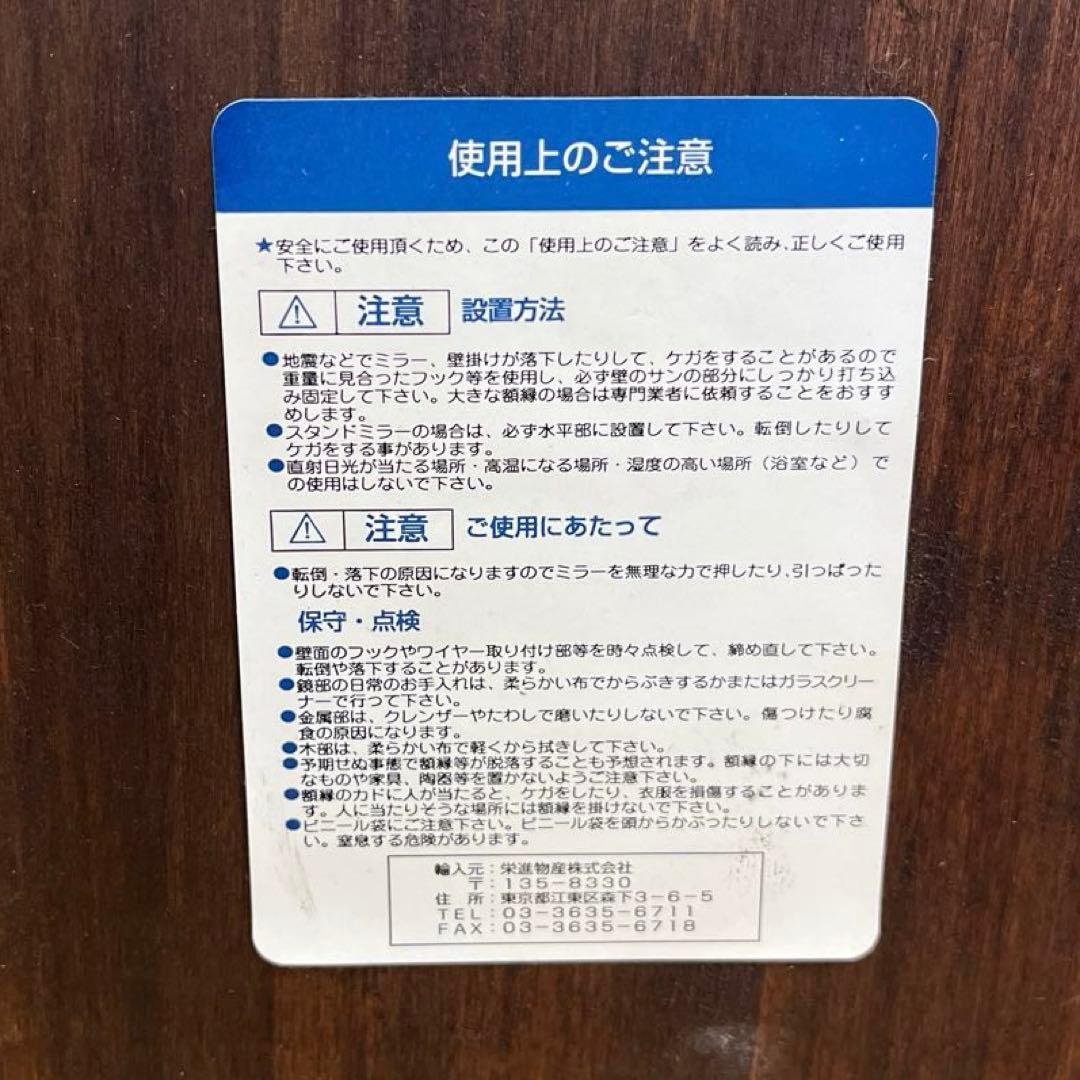 使用上のご注意
★安全にご使用頂くため、この「使用上のご注意」をよく読み、正しくご使用
下さい。
注意 設置方法
●地震などでミラー、壁掛けが落下したりして、ケガをすることがあるので
重量に見合ったフック等を使用し、必ず壁のサンの部分にしっかり打ち込
み固定して下さい。大きな額縁の場合は専門業者に依頼することをおすす
めします。
●スタンドミラーの場合は、必ず水平部に設置して下さい。転倒したりして
ケガをする事があります。
●直射日光が当たる場所・高温になる場所・湿度の高い場所（浴室など）で
の使用はしないで下さい。
注意 ご使用にあたって
●転倒・落下の原因になりますのでミラーを無理な力で押したり、引っぱった
りしないで下さい。
保守・点検
●壁面のフックやワイヤー取り付け部等を時々点検して、締め直して下さい。
転倒や落下することがあります。
●鏡部の日常のお手入れは、柔らかい布でからぶきするかまたはガラスクリー
ナーで行って下さい。
●金属部は、クレンザーやたわしで磨いたりしないで下さい。傷つけたり腐
食の原因になります。
●木部は、柔らかい布で軽くから拭きして下さい。
●予期せぬ事態で額縁等が脱落することも予想されます。額縁の下には大切
なものや家具、陶器等を置かないようご注意下さい。
●額縁のカドに人が当たると、ケガをしたり、衣服を損傷することがありま
す。人に当たりそうな場所には額縁を掛けないで下さい。
●ビニール袋にご注意下さい。ビニール袋を頭からかぶったりしないで下さ
い。窒息する危険があります。
輸入元：栄進物産株式会社
〒：135-8330
住　所：東京都江東区森下3-6-5
TEL：03-3635-6711
FAX：03-3635-6718